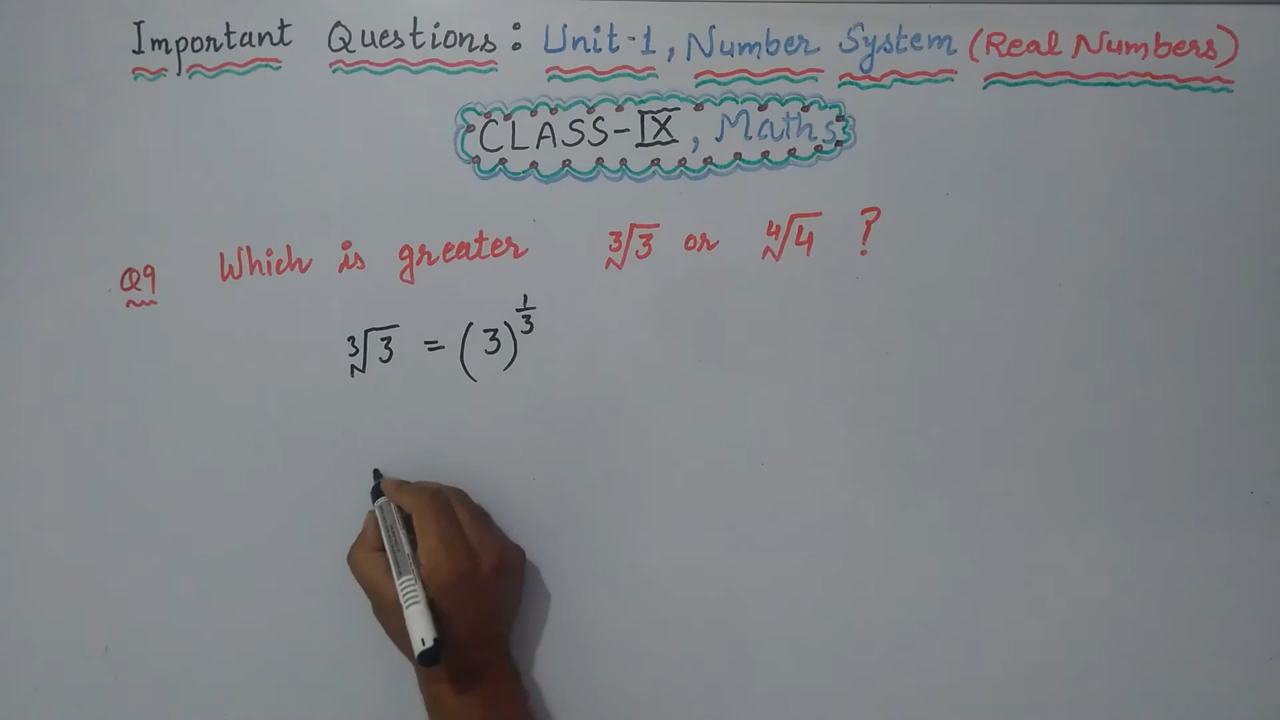 Important Questions: Unit-1, Number System (Real Numbers)
CLASS-IX, Maths
Q9 Which is greater ∛3 or ∜4 ?
∛3 = (3)^{1/3}